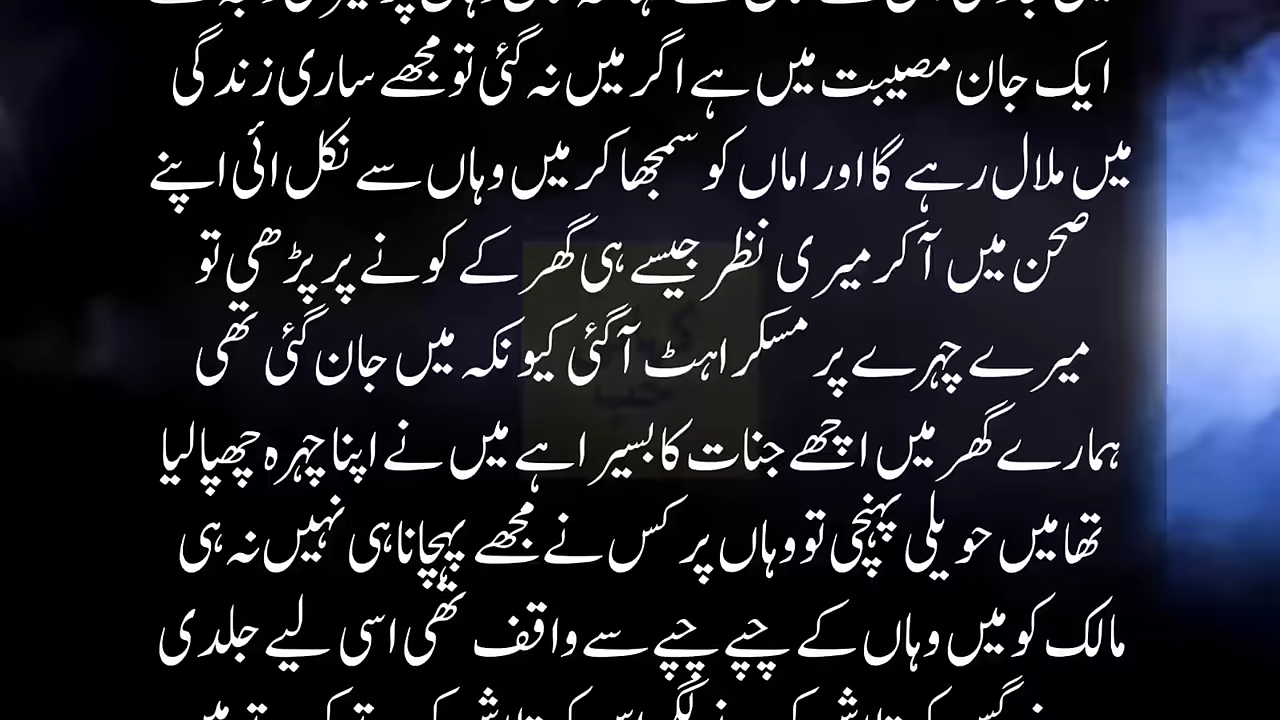 ایک جان مصیبت میں ہے اگر میں نہ گئی تو مجھے ساری زندگی
میں ملال رہے گا اور اماں کو سمجھا کر میں وہاں سے نکل ائی اپنے
صحن میں آ کر میری نظر جیسے ہی گھر کے کونے پر پڑھی تو
میرے چہرے پر مسکراہٹ آ گئی کیونکہ میں جان گئی تھی
ہمارے گھر میں اچھے جنات کا بسیرا ہے میں نے اپنا چہرہ چھپا لیا
تھا میں حویلی پہنچی تو وہاں پر کس نے مجھے پہچانا ہی نہیں نہ ہی
مالک کو میں وہاں کے چپے چپے سے واقف تھی اسی لیے جلدی